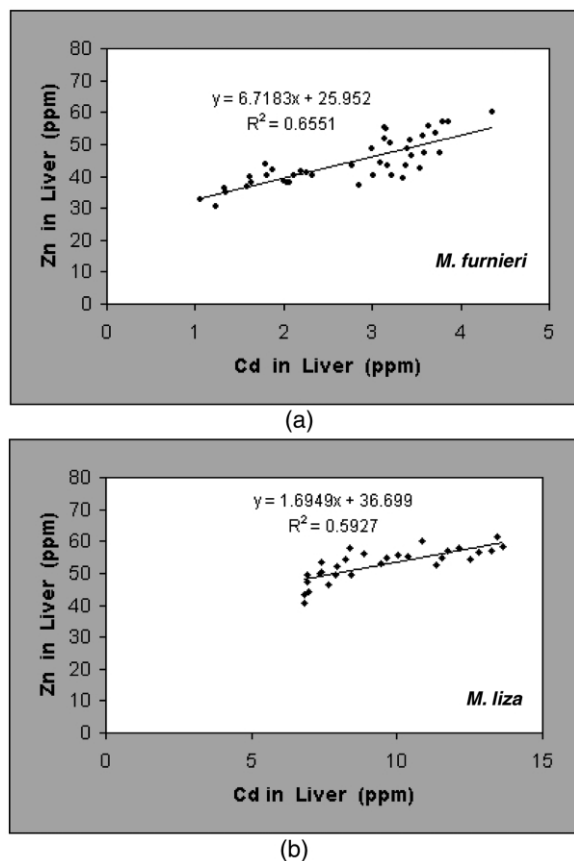 80
70
60
50
40
30
20
10
0
Zn in Liver (ppm)
y = 6.7183x + 25.952
R² = 0.6551
M. furnieri
0 1 2 3 4 5
Cd in Liver (ppm)
(a)
80
70
60
50
40
30
20
10
0
Zn in Liver (ppm)
y = 1.6949x + 36.699
R² = 0.5927
M. liza
0 5 10 15
Cd in Liver (ppm)
(b)